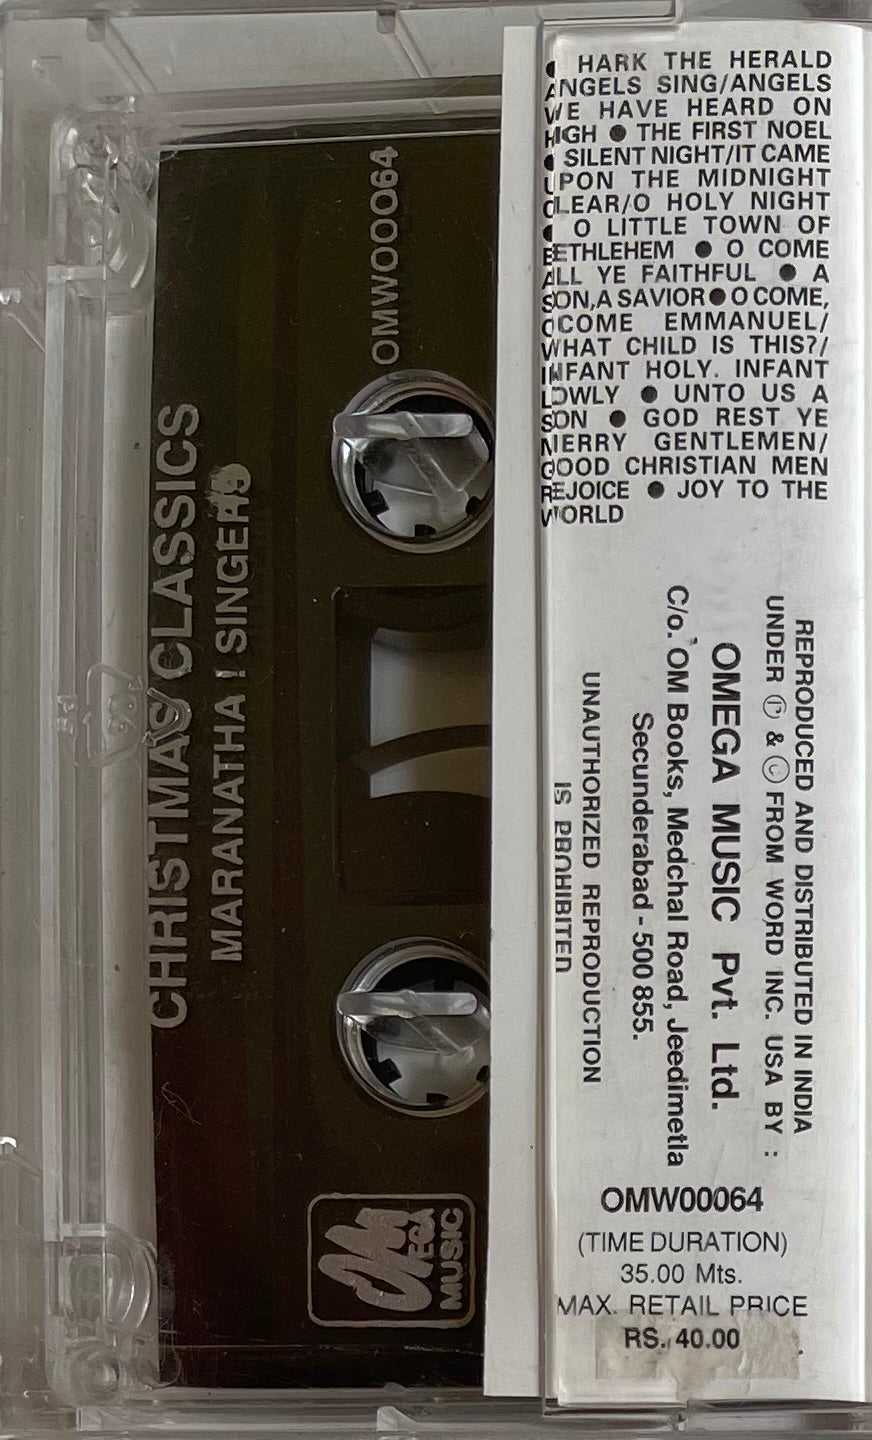 OMW00064
CHRISTMAS CLASSICS
MARANATHA ! SINGERS
OMEGA
MUSIC
● HARK THE HERALD
ANGELS SING/ANGELS
WE HAVE HEARD ON
HIGH ● THE FIRST NOEL
● SILENT NIGHT/IT CAME
UPON THE MIDNIGHT
CLEAR/O HOLY NIGHT
● O LITTLE TOWN OF
BETHLEHEM ● O COME
ALL YE FAITHFUL ● A
SON,A SAVIOR ● O COME,
OCOME EMMANUEL/
WHAT CHILD IS THIS?/
INFANT HOLY. INFANT
LOWLY ● UNTO US A
SON ● GOD REST YE
MERRY GENTLEMEN/
GOOD CHRISTIAN MEN
REJOICE ● JOY TO THE
WORLD
REPRODUCED AND DISTRIBUTED IN INDIA
UNDER Ⓟ & © FROM WORD INC. USA BY :
OMEGA MUSIC Pvt. Ltd.
C/o. OM Books, Medchal Road, Jeedimetla
Secunderabad - 500 855.
UNAUTHORIZED REPRODUCTION
IS PROHIBITED
OMW00064
(TIME DURATION)
35.00 Mts.
MAX. RETAIL PRICE
RS. 40.00